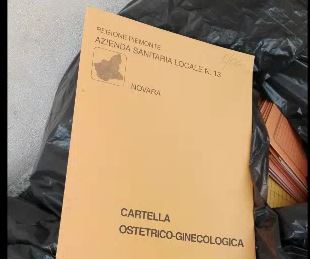 REGIONE PIEMONTE
AZIENDA SANITARIA LOCALE N. 13
NOVARA
CARTELLA
OSTETRICO-GINECOLOGICA